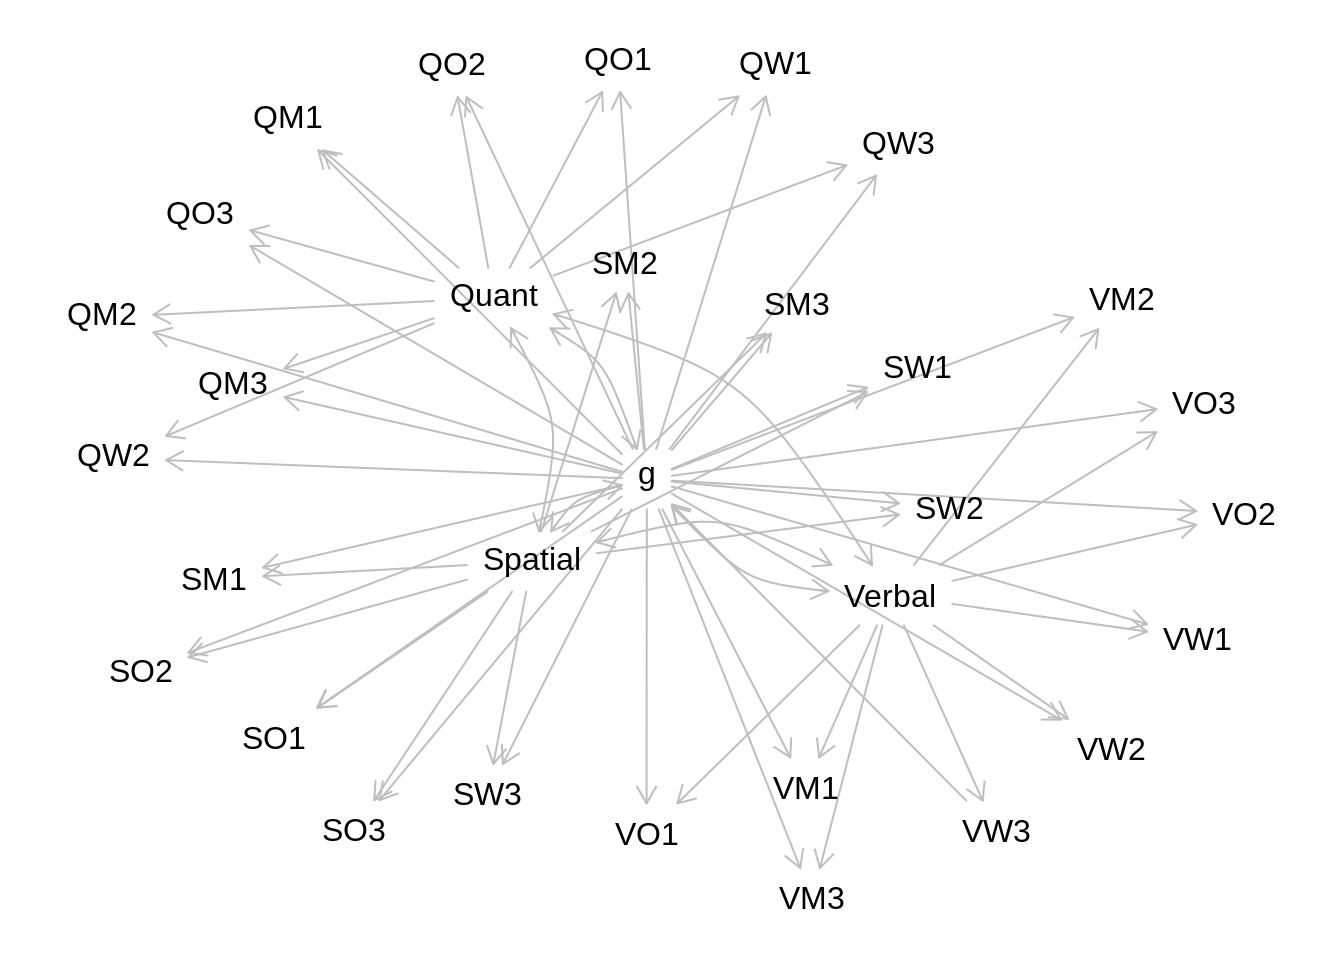 QO1
QW1
QO2
QM1
QW3
QO3
SM2
Quant
VM2
SM3
QM2
SW1
QM3
VO3
QW2
g
SW2
VO2
Spatial
SM1
Verbal
VW1
SO2
SO1
VW2
VM1
SW3
SO3
VW3
VO1
VM3